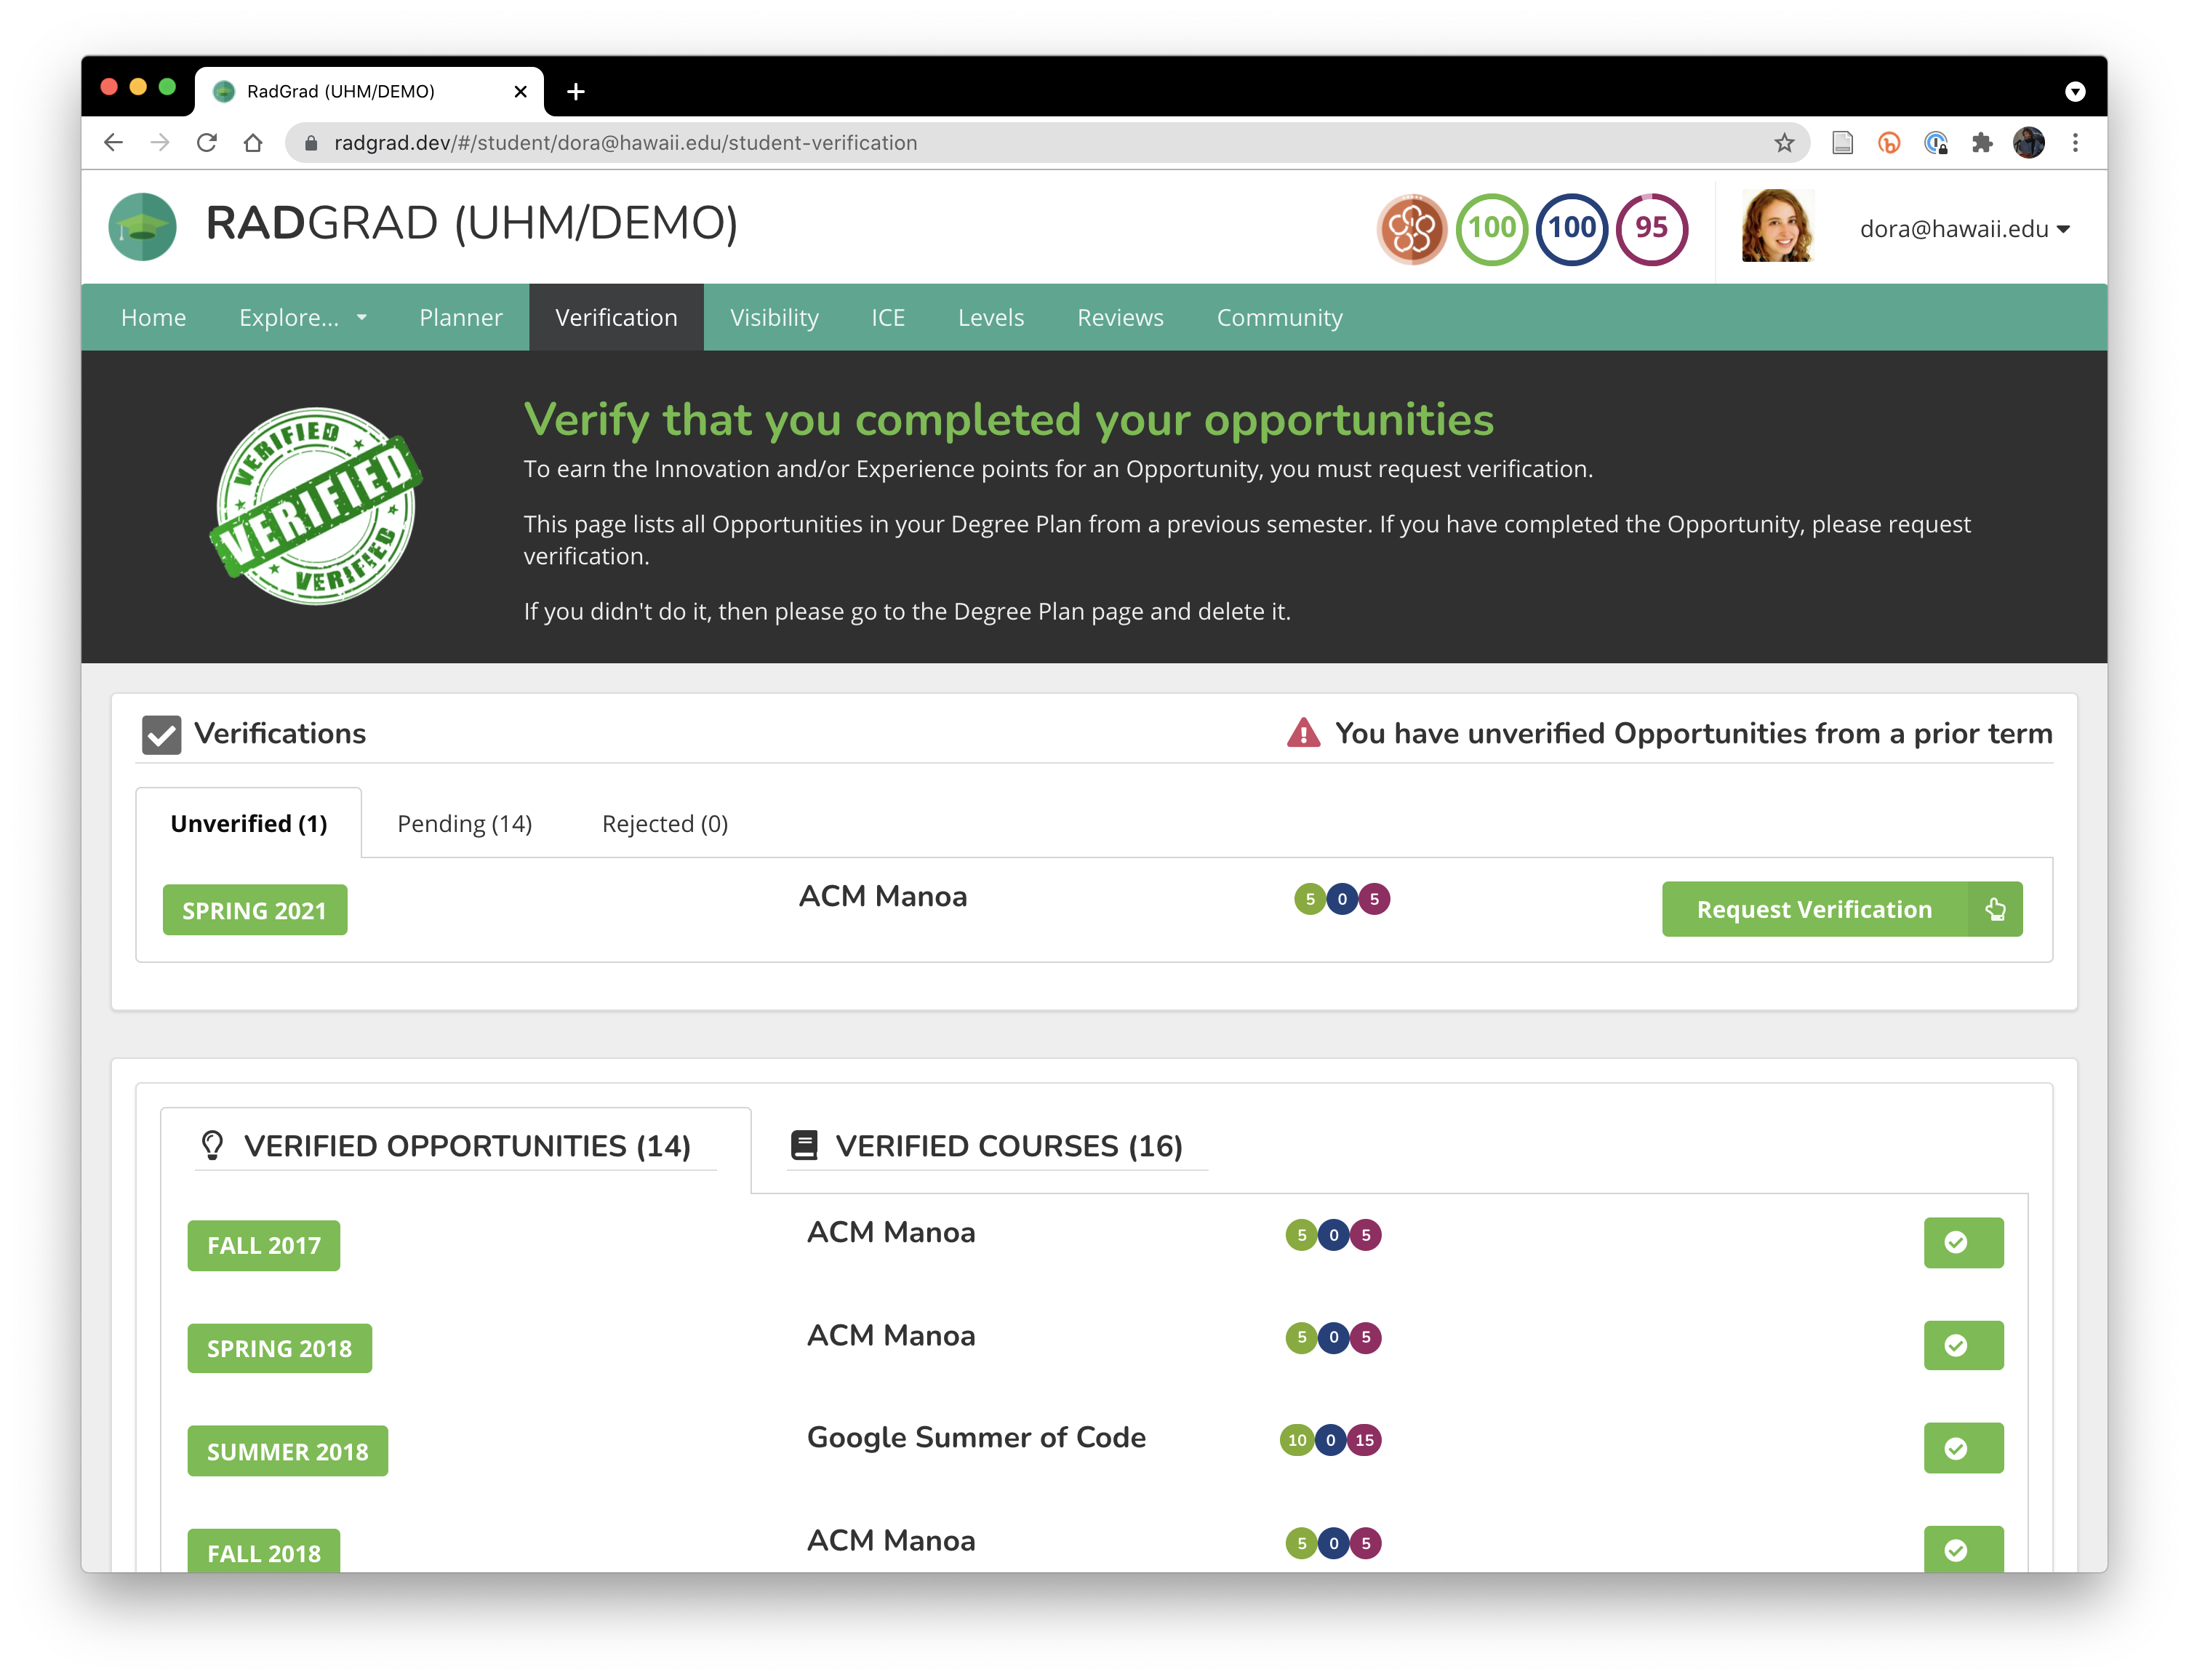 RadGrad (UHM/DEMO)
radgrad.dev/#/student/dora@hawaii.edu/student-verification
RADGRAD (UHM/DEMO)
100 100 95
dora@hawaii.edu
Home Explore... Planner Verification Visibility ICE Levels Reviews Community
VERIFIED
VERIFIED
VERIFIED
Verify that you completed your opportunities
To earn the Innovation and/or Experience points for an Opportunity, you must request verification.
This page lists all Opportunities in your Degree Plan from a previous semester. If you have completed the Opportunity, please request
verification.
If you didn't do it, then please go to the Degree Plan page and delete it.
Verifications
You have unverified Opportunities from a prior term
Unverified (1) Pending (14) Rejected (0)
SPRING 2021 ACM Manoa 5 0 5 Request Verification
VERIFIED OPPORTUNITIES (14) VERIFIED COURSES (16)
FALL 2017 ACM Manoa 5 0 5
SPRING 2018 ACM Manoa 5 0 5
SUMMER 2018 Google Summer of Code 10 0 15
FALL 2018 ACM Manoa 5 0 5